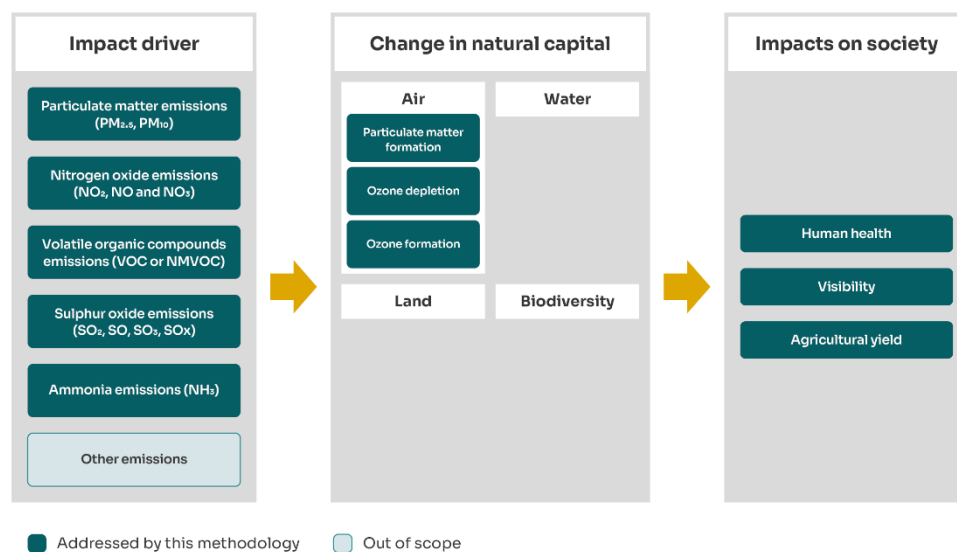 Impact driver
Particulate matter emissions
(PM₂.₅, PM₁₀)
Nitrogen oxide emissions
(NO₂, NO and NO₃)
Volatile organic compounds
emissions (VOC or NMVOC)
Sulphur oxide emissions
(SO₂, SO, SO₃, SOx)
Ammonia emissions (NH₃)
Other emissions
Change in natural capital
Air
Particulate matter
formation
Ozone depletion
Ozone formation
Water
Land
Biodiversity
Impacts on society
Human health
Visibility
Agricultural yield
Addressed by this methodology
Out of scope